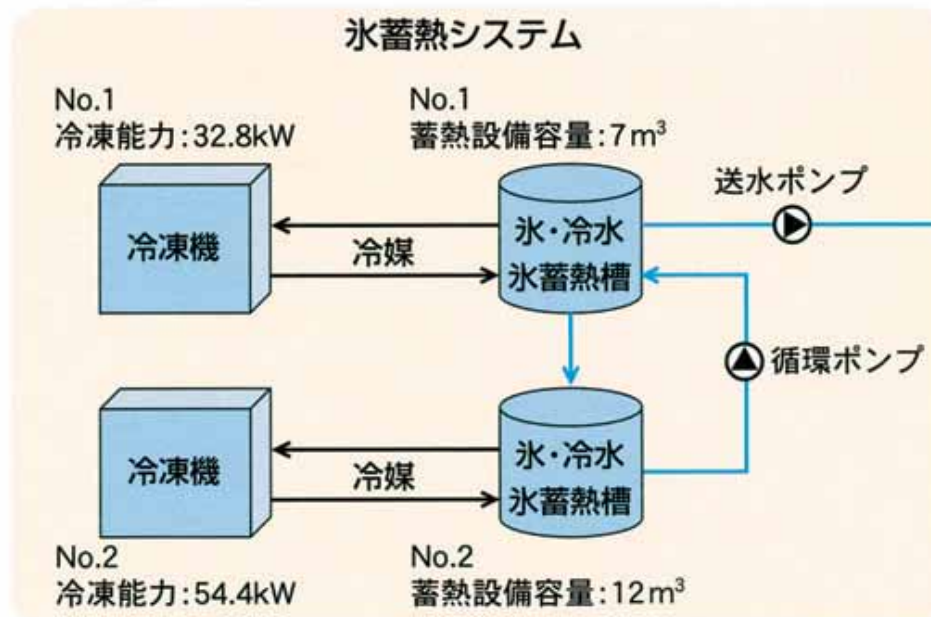 氷蓄熱システム
No.1
冷凍能力:32.8kW
No.1
蓄熱設備容量:7m³
送水ポンプ
冷凍機
冷媒
氷・冷水
氷蓄熱槽
循環ポンプ
冷凍機
冷媒
氷・冷水
氷蓄熱槽
No.2
冷凍能力:54.4kW
No.2
蓄熱設備容量:12m³